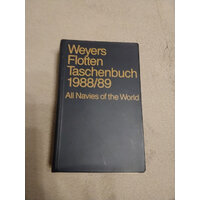 Weyers
Flotten
Taschenbuch
1988/89
All Navies of the World